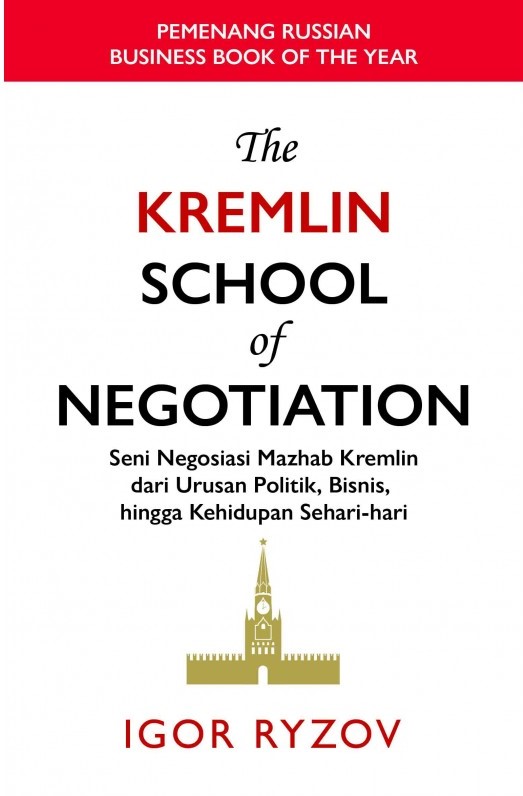 PEMENANG RUSSIAN
BUSINESS BOOK OF THE YEAR
The
KREMLIN
SCHOOL
of
NEGOTIATION
Seni Negosiasi Mazhab Kremlin
dari Urusan Politik, Bisnis,
hingga Kehidupan Sehari-hari
IGOR RYZOV